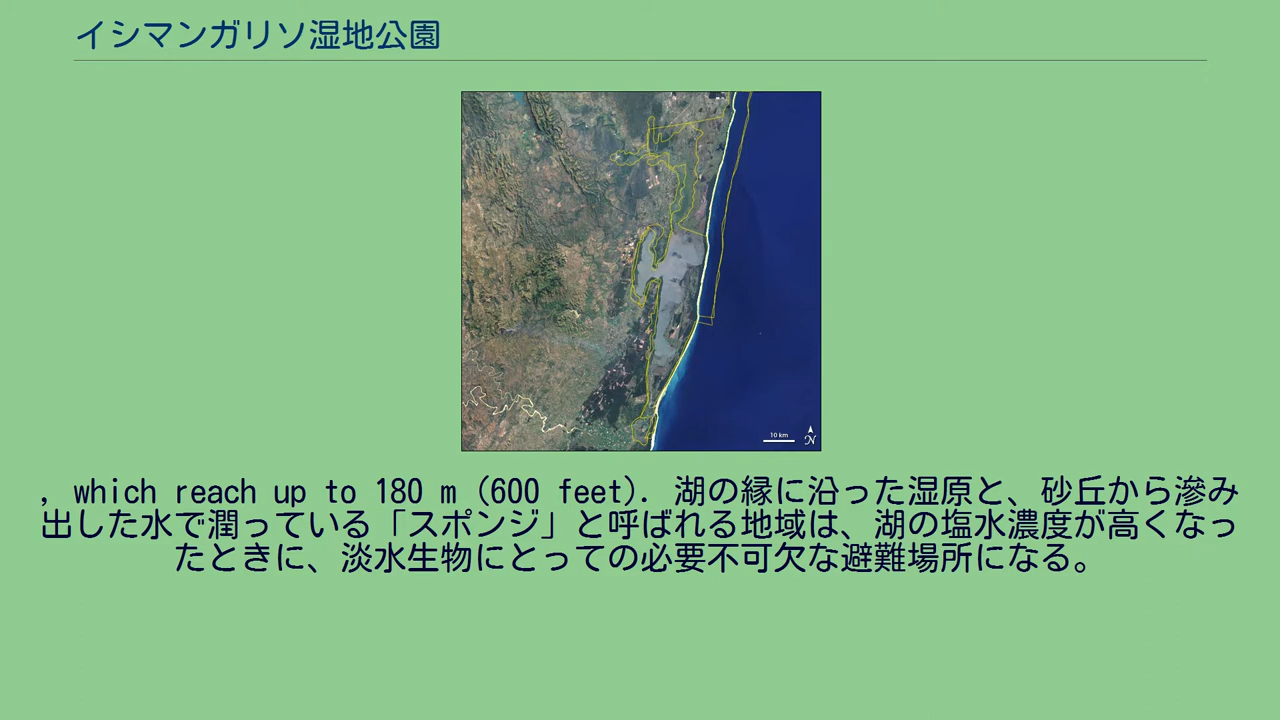 イシマンガリソ湿地公園
10 km
N
, which reach up to 180 m (600 feet). 湖の縁に沿った湿原と、砂丘から滲み
出した水で潤っている「スポンジ」と呼ばれる地域は、湖の塩水濃度が高くなっ
たときに、淡水生物にとっての必要不可欠な避難場所になる。